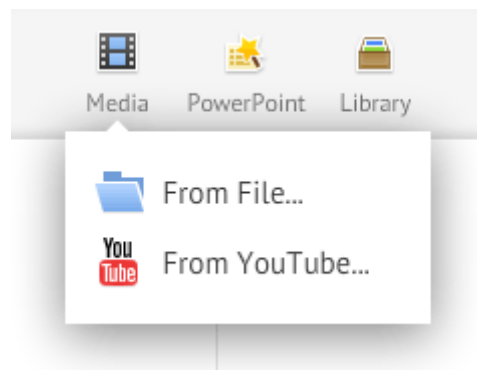 Media PowerPoint Library
From File...
You
Tube
From YouTube...